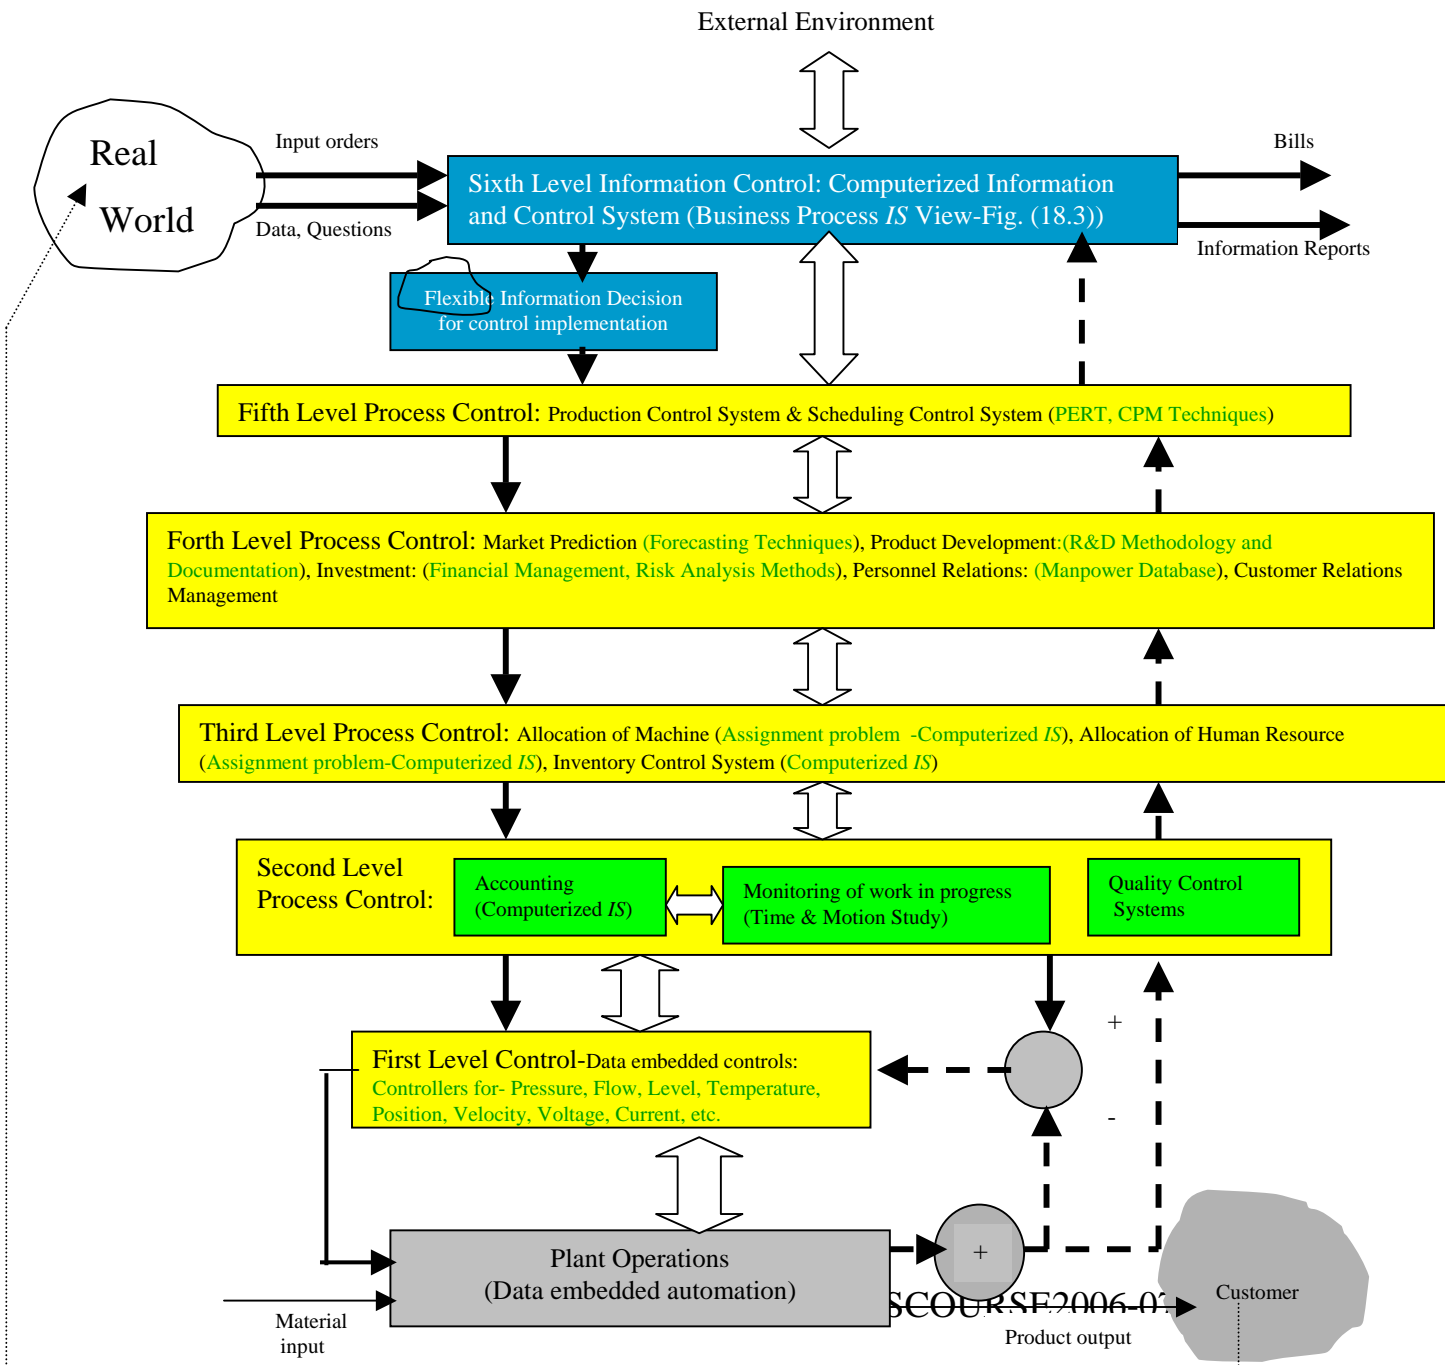 External Environment
Real
World
Input orders
Data, Questions
Bills
Information Reports
Sixth Level Information Control: Computerized Information
and Control System (Business Process IS View-Fig. (18.3))
Flexible Information Decision
for control implementation
Fifth Level Process Control: Production Control System & Scheduling Control System (PERT, CPM Techniques)
Forth Level Process Control: Market Prediction (Forecasting Techniques), Product Development:(R&D Methodology and
Documentation), Investment: (Financial Management, Risk Analysis Methods), Personnel Relations: (Manpower Database), Customer Relations
Management
Third Level Process Control: Allocation of Machine (Assignment problem -Computerized IS), Allocation of Human Resource
(Assignment problem-Computerized IS), Inventory Control System (Computerized IS)
Second Level
Process Control:
Accounting
(Computerized IS)
Monitoring of work in progress
(Time & Motion Study)
Quality Control
Systems
First Level Control-Data embedded controls:
Controllers for- Pressure, Flow, Level, Temperature,
Position, Velocity, Voltage, Current, etc.
+
-
Plant Operations
(Data embedded automation)
+
SCOURSE2006-07
Customer
Material
input
Product output